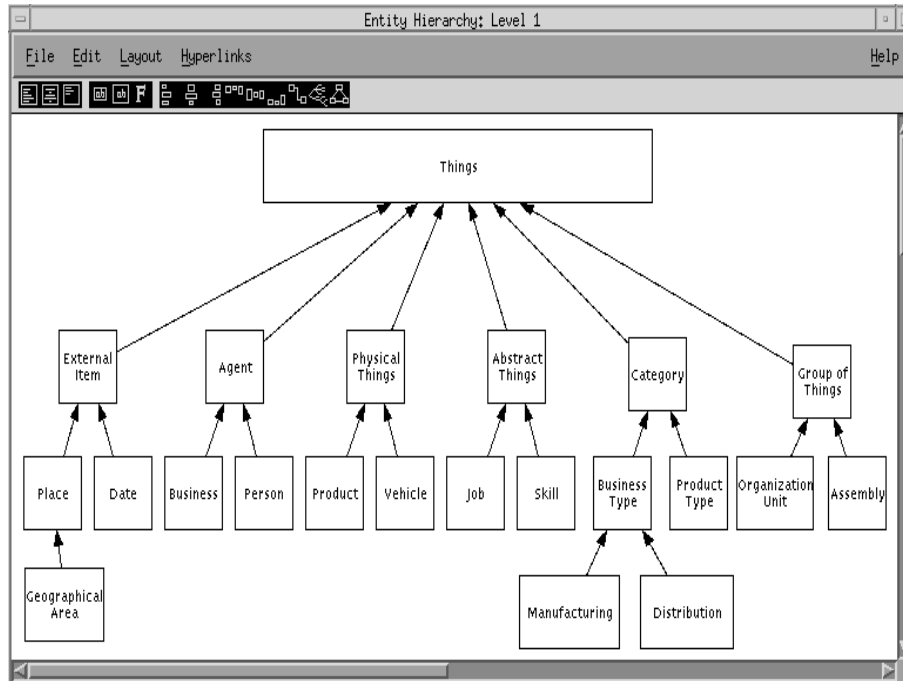 Entity Hierarchy: Level 1
File Edit Layout Hyperlinks Help
ab ab F
Things
External
Item
Agent
Physical
Things
Abstract
Things
Category
Group of
Things
Place
Date
Business
Person
Product
Vehicle
Job
Skill
Business
Type
Product
Type
Organization
Unit
Assembly
Geographical
Area
Manufacturing
Distribution